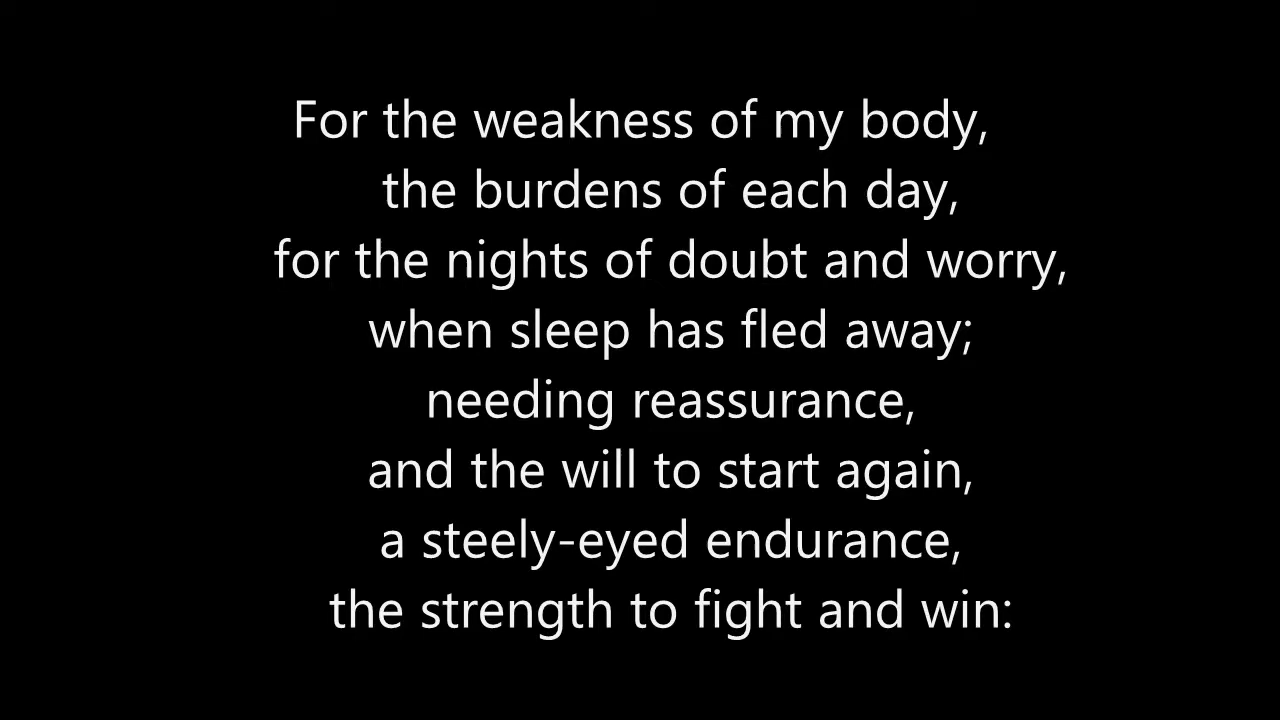 For the weakness of my body,
the burdens of each day,
for the nights of doubt and worry,
when sleep has fled away;
needing reassurance,
and the will to start again,
a steely-eyed endurance,
the strength to fight and win: